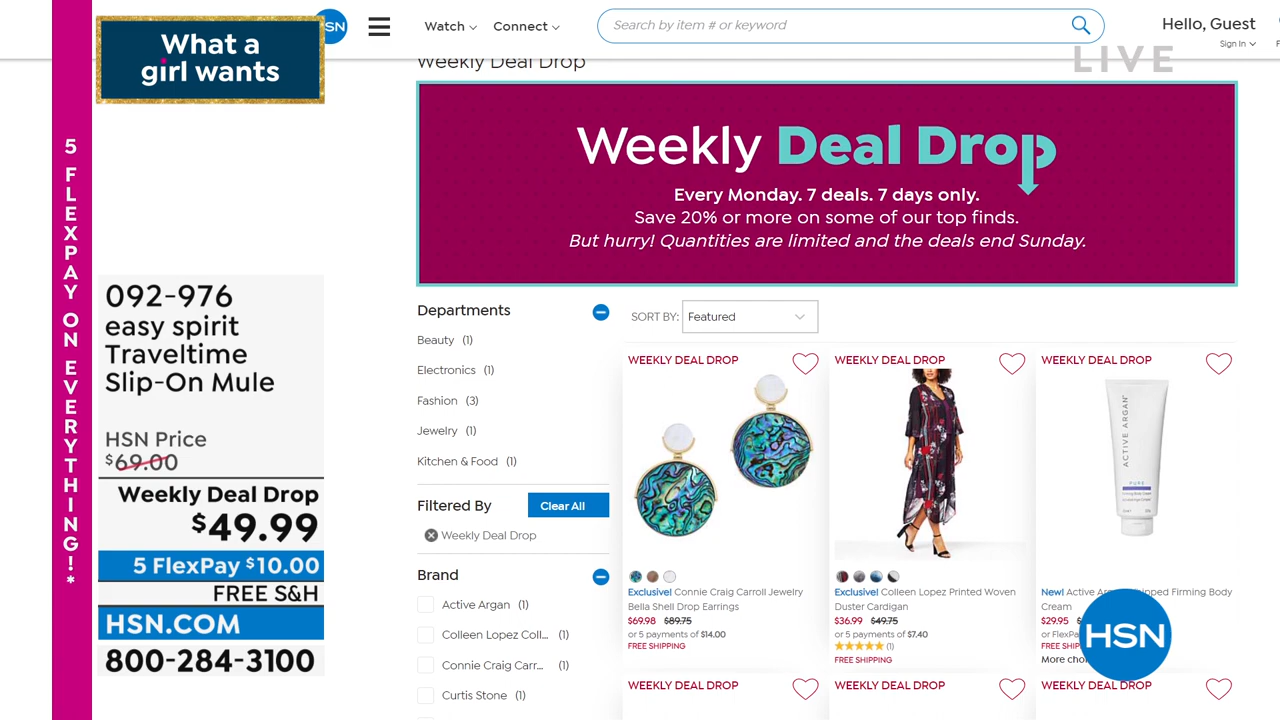 What a
girl wants
HSN
Watch
Connect
Search by item # or keyword
Hello, Guest
Sign In
LIVE
Weekly Deal Drop
Weekly Deal Drop
Every Monday. 7 deals. 7 days only.
Save 20% or more on some of our top finds.
But hurry! Quantities are limited and the deals end Sunday.
5 FLEXPAY ON EVERYTHING!*
092-976
easy spirit
Traveltime
Slip-On Mule
HSN Price
$69.00
Weekly Deal Drop
$49.99
5 FlexPay $10.00
FREE S&H
HSN.COM
800-284-3100
Departments
Beauty (1)
Electronics (1)
Fashion (3)
Jewelry (1)
Kitchen & Food (1)
Filtered By
Clear All
Weekly Deal Drop
Brand
Active Argan (1)
Colleen Lopez Coll... (1)
Connie Craig Carr... (1)
Curtis Stone (1)
SORT BY: Featured
WEEKLY DEAL DROP
Exclusive! Connie Craig Carroll Jewelry
Bella Shell Drop Earrings
$69.98 $89.75
or 5 payments of $14.00
FREE SHIPPING
WEEKLY DEAL DROP
Exclusive! Colleen Lopez Printed Woven
Duster Cardigan
$36.99 $49.75
or 5 payments of $7.40
(1)
FREE SHIPPING
WEEKLY DEAL DROP
ACTIVE ARGAN
PURE
New! Active Firming Body
Cream
$29.95
or
FREE
More
HSN
WEEKLY DEAL DROP
WEEKLY DEAL DROP
WEEKLY DEAL DROP